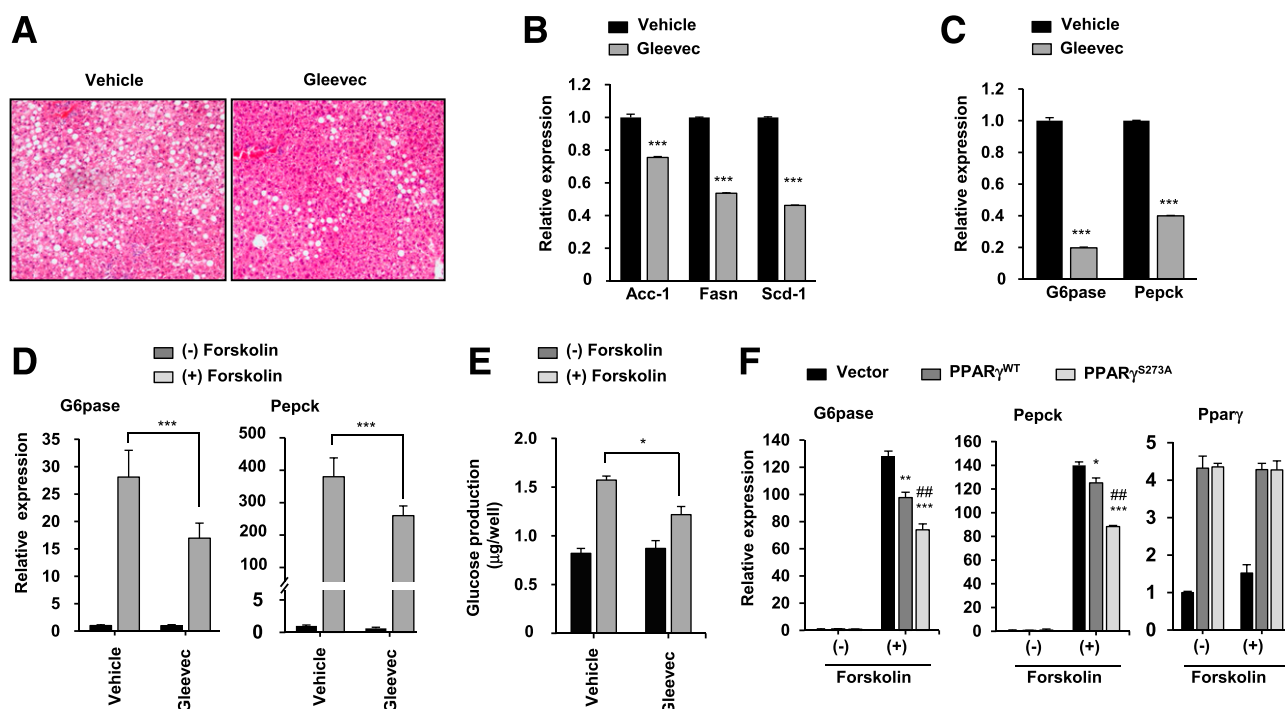 A
Vehicle
Gleevec
B
Vehicle
Gleevec
Relative expression
1.2
1.0
0.8
0.6
0.4
0.2
0
***
***
***
Acc-1
Fasn
Scd-1
C
Vehicle
Gleevec
Relative expression
1.2
1.0
0.8
0.6
0.4
0.2
0
***
***
G6pase
Pepck
D
(-) Forskolin
(+) Forskolin
G6pase
Relative expression
35
30
25
20
15
10
5
0
***
Vehicle
Gleevec
Pepck
500
400
300
200
100
5
0
***
Vehicle
Gleevec
E
(-) Forskolin
(+) Forskolin
Glucose production
(μg/well)
2.0
1.5
1.0
0.5
0
*
Vehicle
Gleevec
F
Vector
PPARγWT
PPARγS273A
G6pase
Relative expression
140
120
100
80
60
40
20
0
**
##
***
(-)
(+)
Forskolin
Pepck
160
140
120
100
80
60
40
20
0
*
##
***
(-)
(+)
Forskolin
Pparγ
5
4
3
2
1
0
(-)
(+)
Forskolin